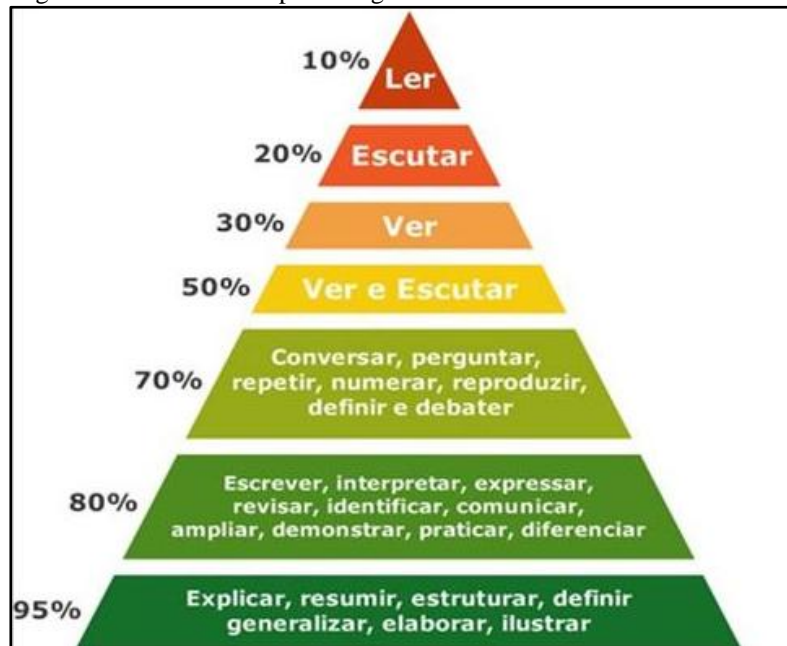 10%
Ler
20%
Escutar
30%
Ver
50%
Ver e Escutar
70%
Conversar, perguntar,
repetir, numerar, reproduzir,
definir e debater
80%
Escrever, interpretar, expressar,
revisar, identificar, comunicar,
ampliar, demonstrar, praticar, diferenciar
95%
Explicar, resumir, estruturar, definir
generalizar, elaborar, ilustrar